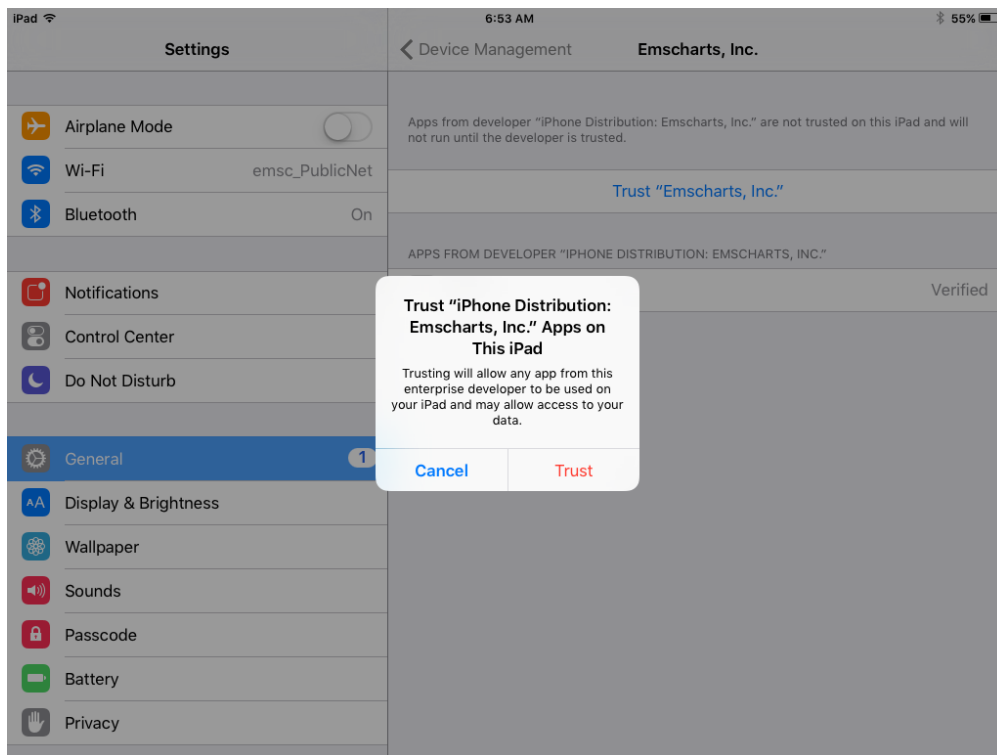 iPad
6:53 AM
55%
Settings
Device Management
Emscharts, Inc.
Airplane Mode
Wi-Fi
emsc_PublicNet
Bluetooth
On
Notifications
Control Center
Do Not Disturb
General
1
AA
Display & Brightness
Wallpaper
Sounds
Passcode
Battery
Privacy
Apps from developer “iPhone Distribution: Emscharts, Inc.” are not trusted on this iPad and will
not run until the developer is trusted.
Trust “Emscharts, Inc.”
APPS FROM DEVELOPER “IPHONE DISTRIBUTION: EMSCHARTS, INC.”
Verified
Trust “iPhone Distribution:
Emscharts, Inc.” Apps on
This iPad
Trusting will allow any app from this
enterprise developer to be used on
your iPad and may allow access to your
data.
Cancel
Trust